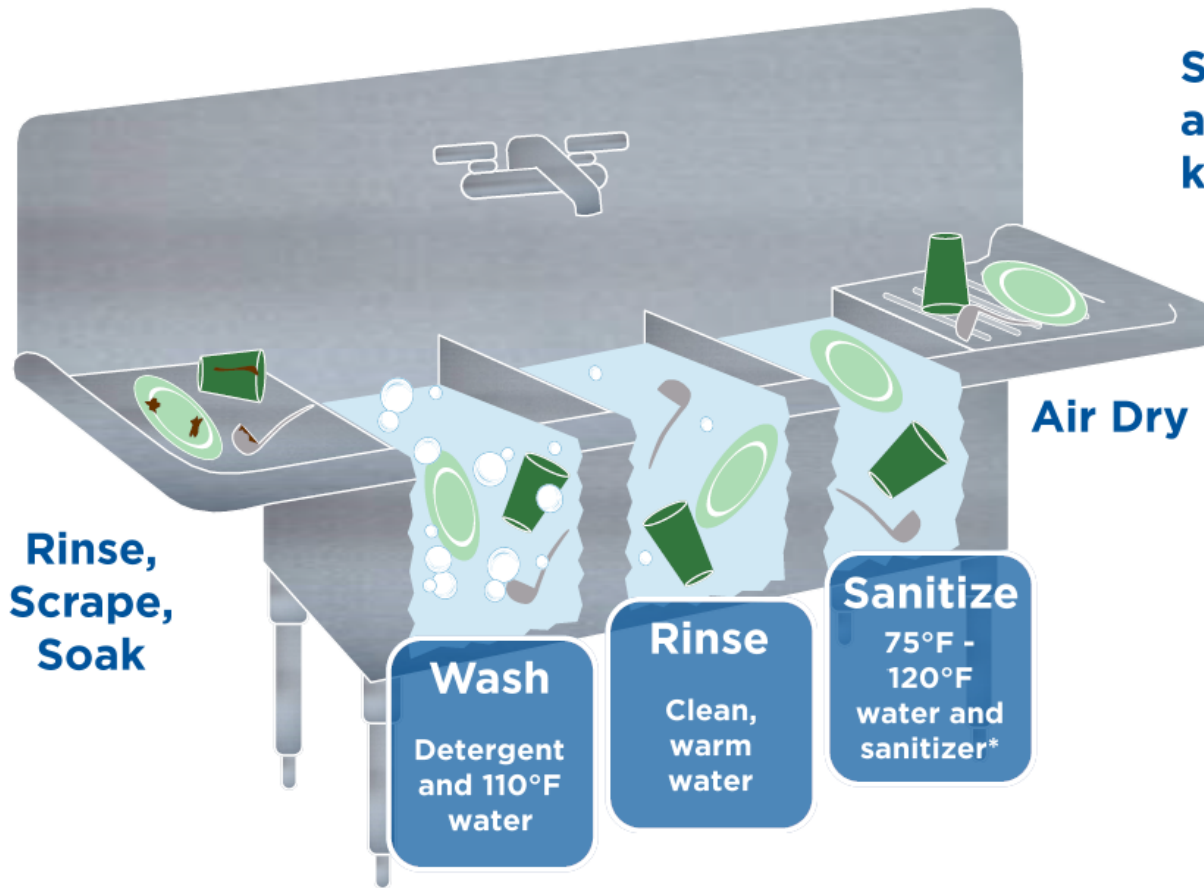 Rinse,
Scrape,
Soak
Wash
Detergent
and 110°F
water
Rinse
Clean,
warm
water
Sanitize
75°F -
120°F
water and
sanitizer*
Air Dry